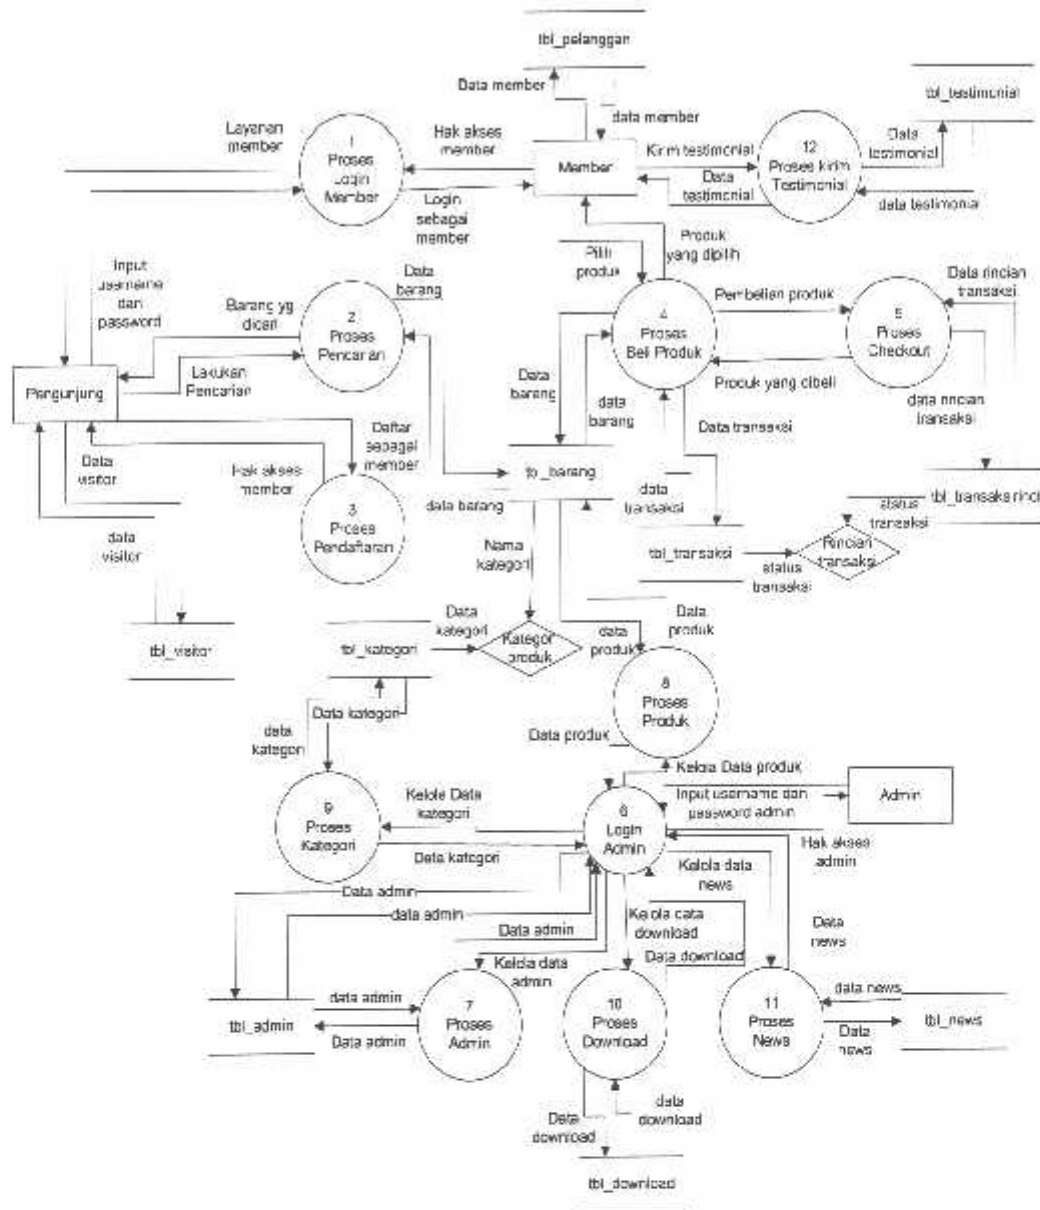 tbl_pelanggan
Data member
data member
tbl_testimonial
Layanan
member
1
Proses
Login
Member
Hak akses
member
Login
sebagai
member
Member
Kirim testimonial
Data
testimonial
12
Proses kirim
Testimonial
Data
testimonial
data testimonial
Input
username
dan
password
Data
barang
Pilih
produk
Produk
yang dipilih
Barang yg
dicari
2
Proses
Pencarian
4
Proses
Beli Produk
Pembelian produk
5
Proses
Checkout
Data rincian
transaksi
Pengunjung
Lakukan
Pencarian
Data
barang
data
barang
Produk yang dibeli
data rincian
transaksi
Data
visitor
Hak akses
member
Daftar
sebagai
member
Data transaksi
tbl_barang
data barang
data
transaksi
tbl_transaksirinci
3
Proses
Pendaftaran
data
visitor
Nama
kategori
tbl_transaksi
status
transaksi
Rincian
transaksi
status
transaksi
tbl_visitor
tbl_kategori
Data
kategori
Kategori
produk
data
produk
Data
produk
8
Proses
Produk
Data kategori
data
kategori
Data produk
Kelola Data produk
9
Proses
Kategori
Kelola Data
kategori
Data kategori
6
Login
Admin
Input username dan
password admin
Admin
Hak akses
admin
Kelola data
news
Data admin
data admin
Data admin
Kelola data
download
Data download
Data
news
Kelola data
admin
tbl_admin
data admin
Data admin
7
Proses
Admin
10
Proses
Download
11
Proses
News
data news
Data
news
tbl_news
Data
download
data
download
tbl_download